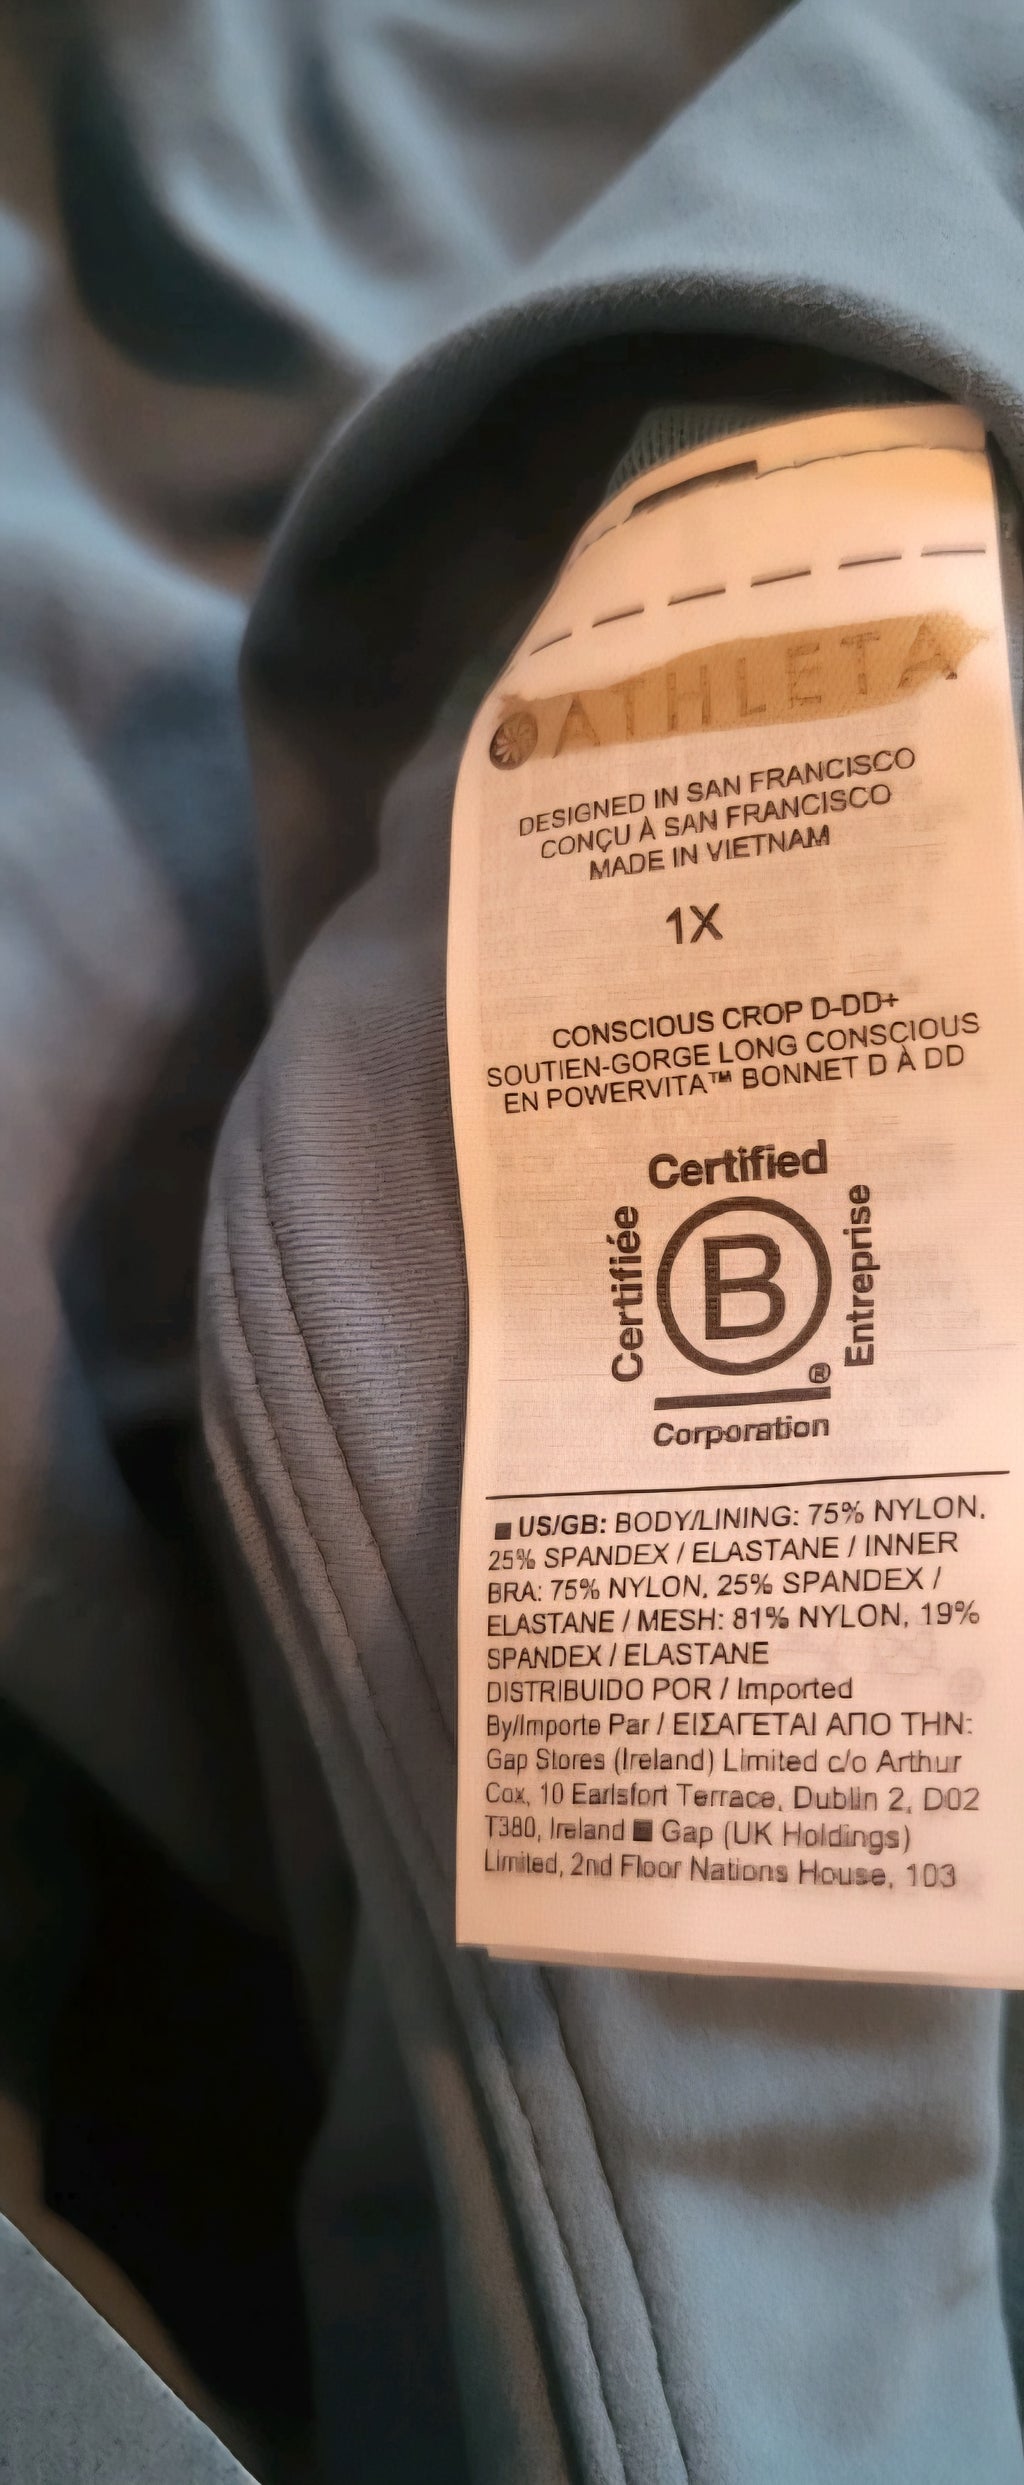 ATHLETA
DESIGNED IN SAN FRANCISCO
CONÇU À SAN FRANCISCO
MADE IN VIETNAM
1X
CONSCIOUS CROP D-DD+
SOUTIEN-GORGE LONG CONSCIOUS
EN POWERVITA™ BONNET D À DD
Certified
Certifiée
B
Entreprise
®
Corporation
■ US/GB: BODY/LINING: 75% NYLON,
25% SPANDEX / ELASTANE / INNER
BRA: 75% NYLON, 25% SPANDEX /
ELASTANE / MESH: 81% NYLON, 19%
SPANDEX / ELASTANE
DISTRIBUIDO POR / Imported
By/Importe Par / ΕΙΣΑΓΕΤΑΙ ΑΠΟ ΤΗΝ:
Gap Stores (Ireland) Limited c/o Arthur
Cox, 10 Earlsfort Terrace, Dublin 2, D02
T380, Ireland ■ Gap (UK Holdings)
Limited, 2nd Floor Nations House, 103